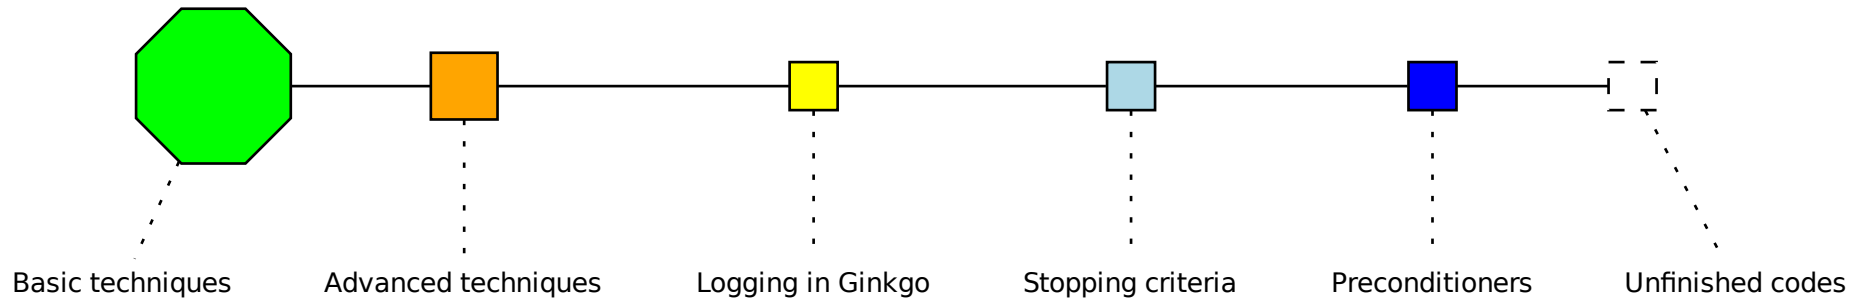 Basic techniques
Advanced techniques
Logging in Ginkgo
Stopping criteria
Preconditioners
Unfinished codes